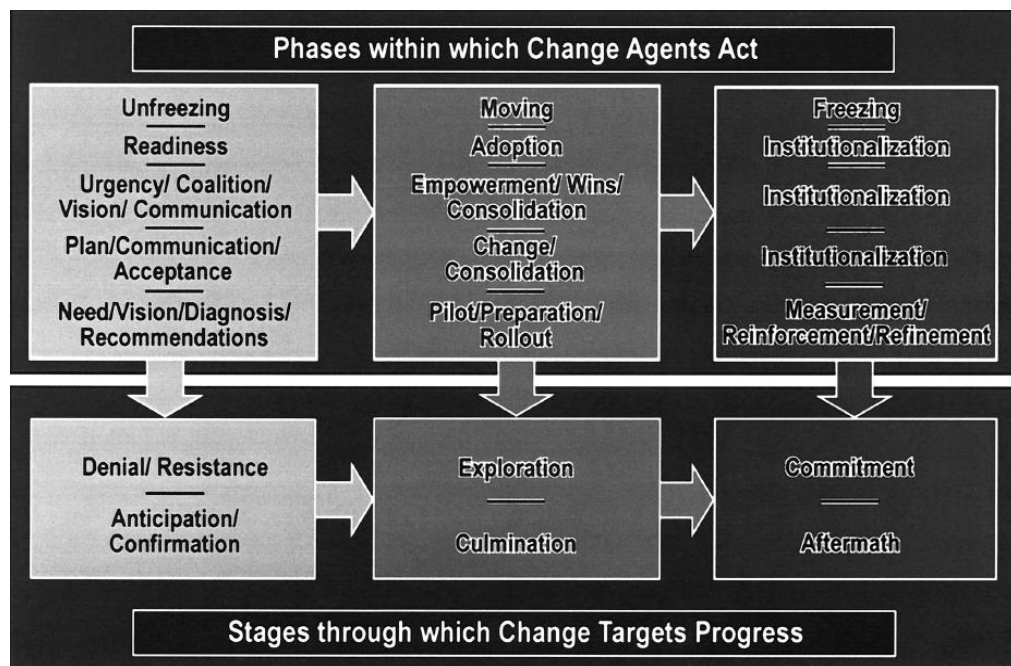 Phases within which Change Agents Act
Unfreezing
Readiness
Urgency/ Coalition/
Vision/ Communication
Plan/Communication/
Acceptance
Need/Vision/Diagnosis/
Recommendations
Moving
Adoption
Empowerment/ Wins/
Consolidation
Change/
Consolidation
Pilot/Preparation/
Rollout
Freezing
Institutionalization
Institutionalization
Institutionalization
Measurement/
Reinforcement/Refinement
Denial/ Resistance
Anticipation/
Confirmation
Exploration
Culmination
Commitment
Aftermath
Stages through which Change Targets Progress